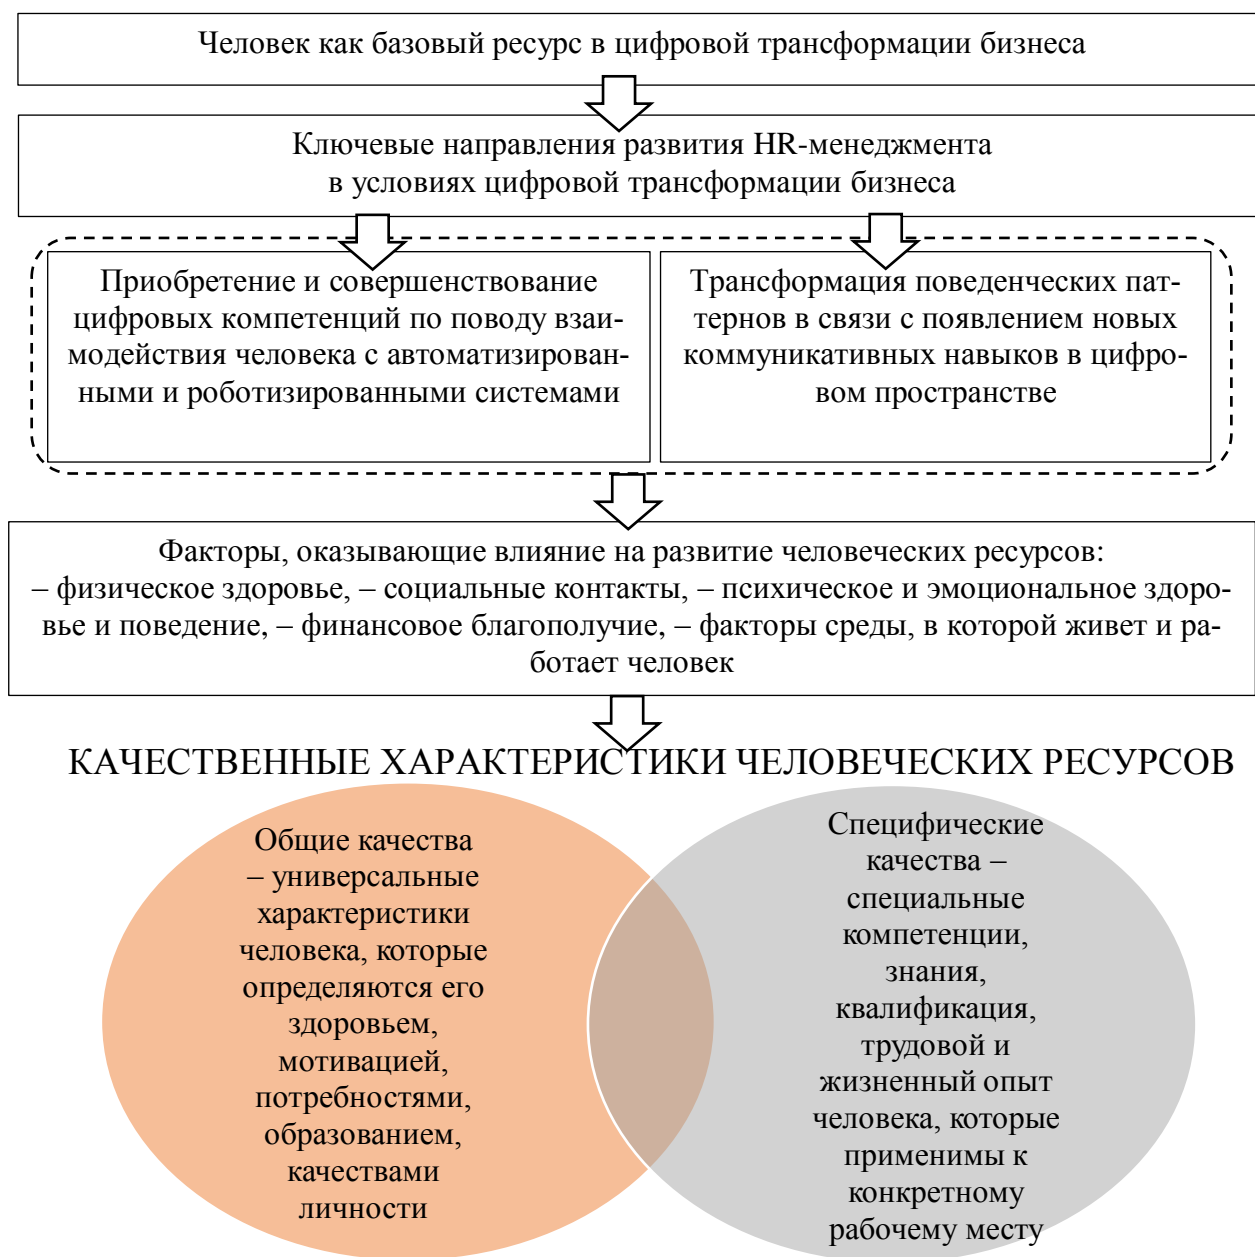 Человек как базовый ресурс в цифровой трансформации бизнеса
Ключевые направления развития HR-менеджмента
в условиях цифровой трансформации бизнеса
Приобретение и совершенствование
цифровых компетенций по поводу взаи-
модействия человека с автоматизирован-
ными и роботизированными системами
Трансформация поведенческих пат-
тернов в связи с появлением новых
коммуникативных навыков в цифро-
вом пространстве
Факторы, оказывающие влияние на развитие человеческих ресурсов:
– физическое здоровье, – социальные контакты, – психическое и эмоциональное здоро-
вье и поведение, – финансовое благополучие, – факторы среды, в которой живет и ра-
ботает человек
КАЧЕСТВЕННЫЕ ХАРАКТЕРИСТИКИ ЧЕЛОВЕЧЕСКИХ РЕСУРСОВ
Общие качества
– универсальные
характеристики
человека, которые
определяются его
здоровьем,
мотивацией,
потребностями,
образованием,
качествами
личности
Специфические
качества –
специальные
компетенции,
знания,
квалификация,
трудовой и
жизненный опыт
человека, которые
применимы к
конкретному
рабочему месту